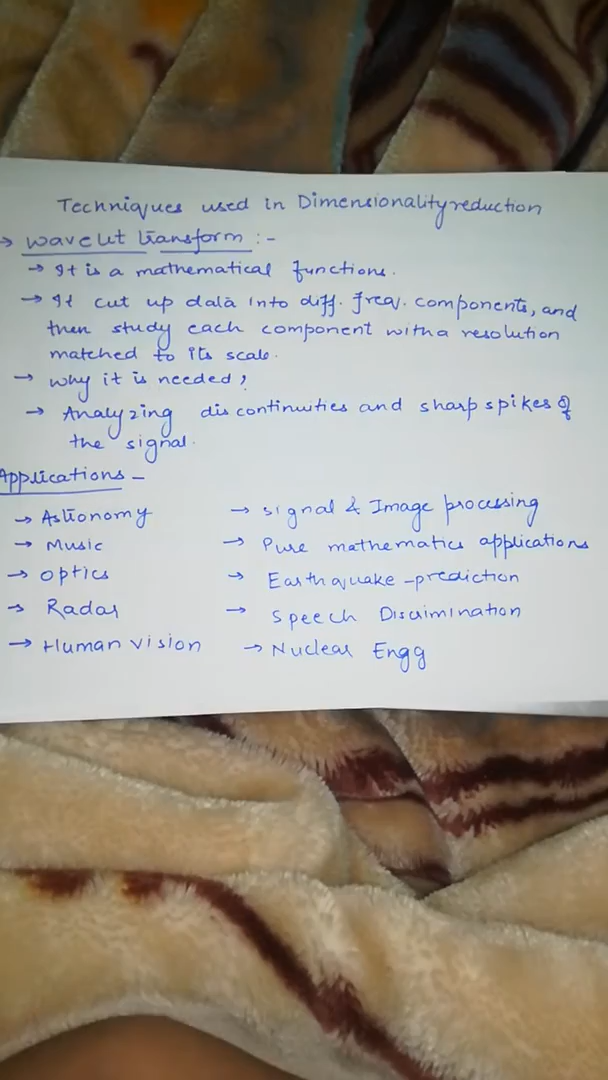 Techniques used in Dimensionality reduction
→ wavelet transform :-
→ It is a mathematical functions.
→ It cut up data into diff. freq. components, and
then study each component with a resolution
matched to its scale.
→ why it is needed?
→ Analyzing discontinuities and sharp spikes of
the signal.
Applications -
→ Astronomy → signal & Image processing
→ Music → Pure mathematics applications
→ optics → Earthquake-prediction
→ Radar → Speech Discrimination
→ Human vision → Nuclear Engg